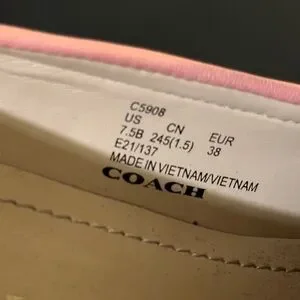 C5908
US CN EUR
7.5B 245(1.5) 38
E21/137
MADE IN VIETNAM/VIETNAM
COACH